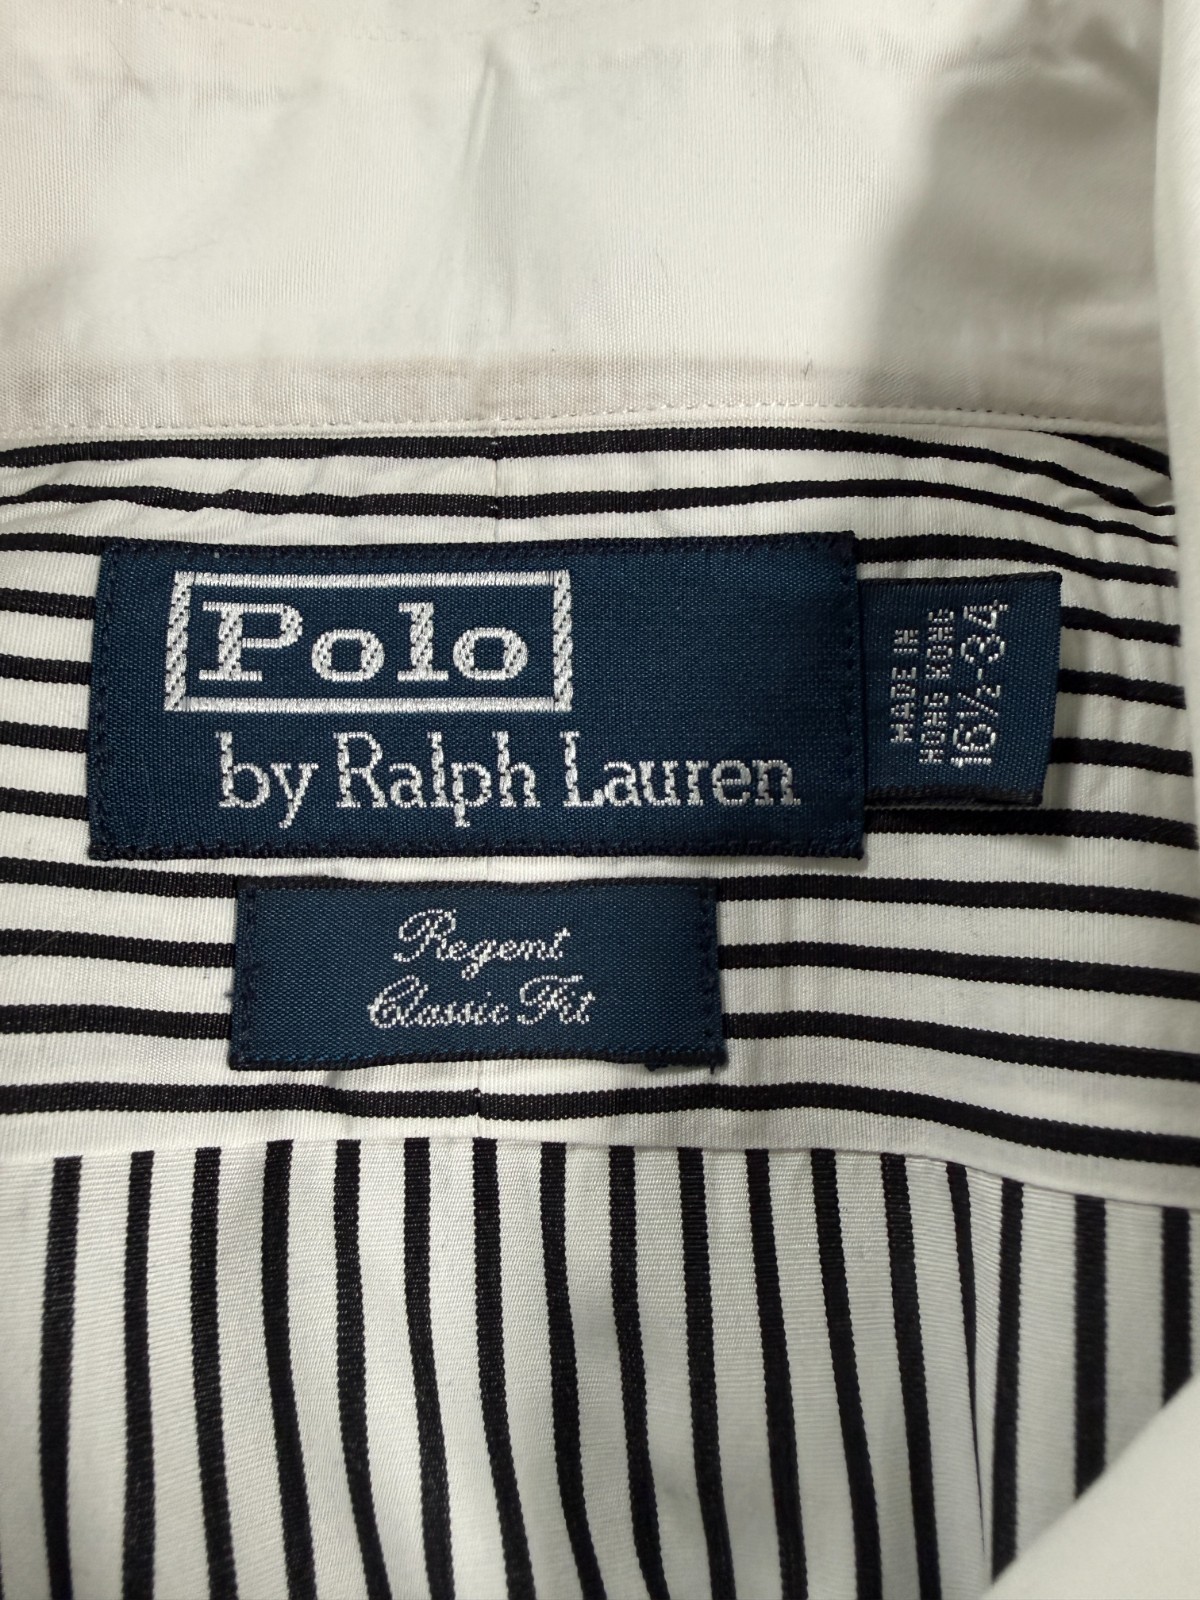 Polo
by Ralph Lauren
MADE IN
HONG KONG
16½-34
Regent
Classic Fit